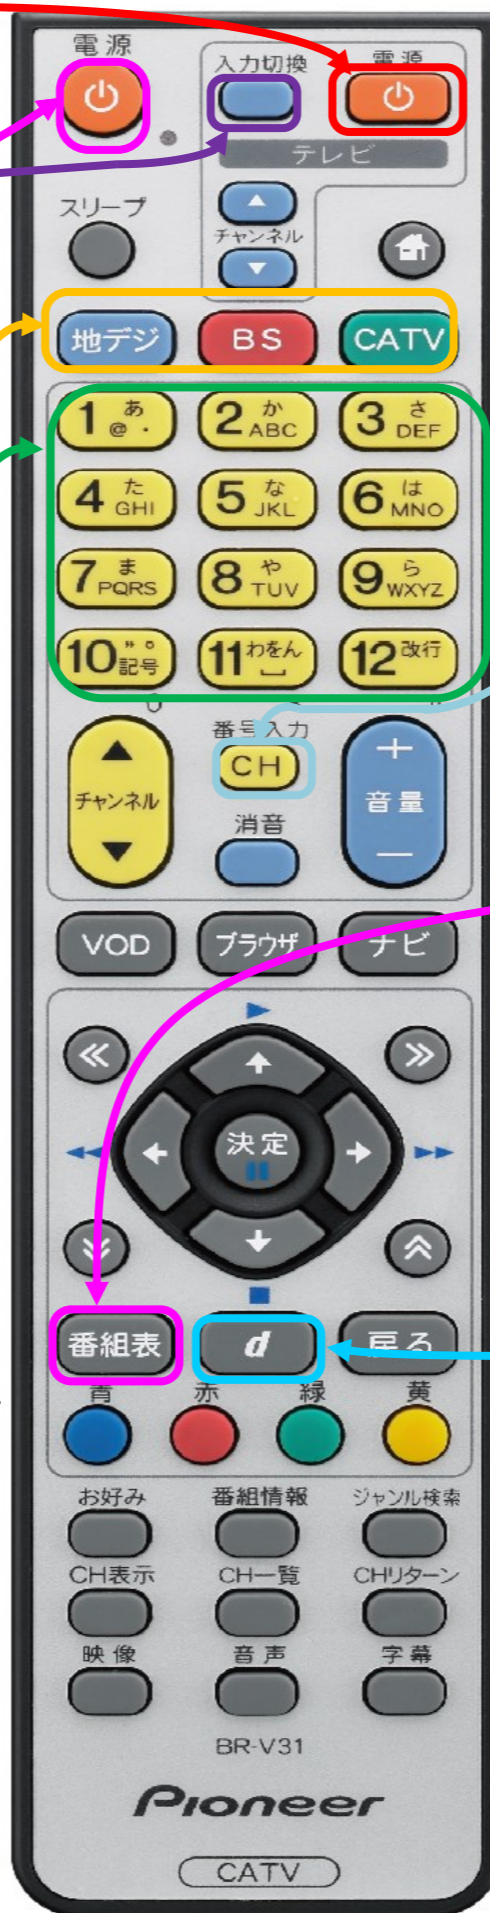 電源
入力切換
電源
テレビ
スリープ
チャンネル
地デジ
BS
CATV
1 あ @ .
2 か ABC
3 さ DEF
4 た GHI
5 な JKL
6 は MNO
7 ま PQRS
8 や TUV
9 ら WXYZ
10 ゛゜ 記号
11 わをん ␣
12 改行
番号入力
CH
チャンネル
消音
+
音量
−
VOD
ブラウザ
ナビ
決定
番組表
d
戻る
青
赤
緑
黄
お好み
番組情報
ジャンル検索
CH表示
CH一覧
CHリターン
映像
音声
字幕
BR-V31
Pioneer
CATV